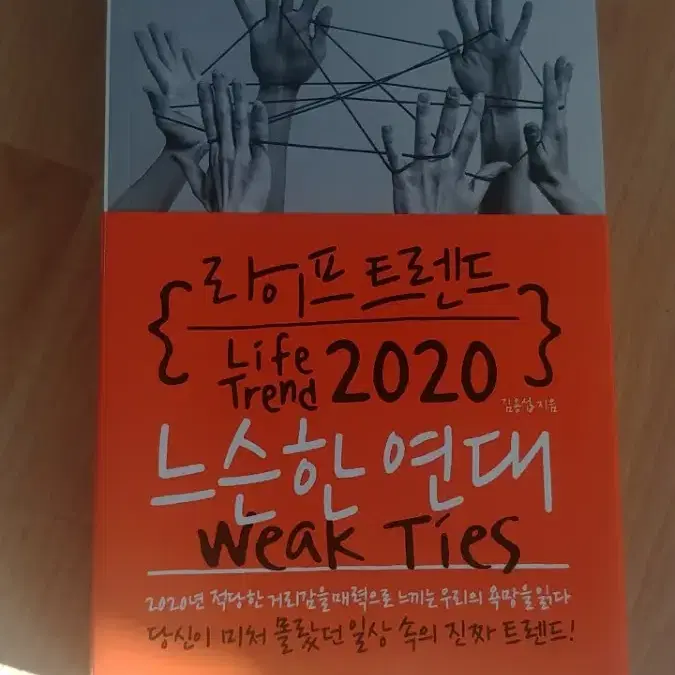 라이프 트렌드
Life Trend 2020
김용섭 지음
느슨한 연대
Weak Ties
2020년 적당한 거리감을 매력으로 느끼는 우리의 욕망을 읽다
당신이 미처 몰랐던 일상 속의 진짜 트렌드!